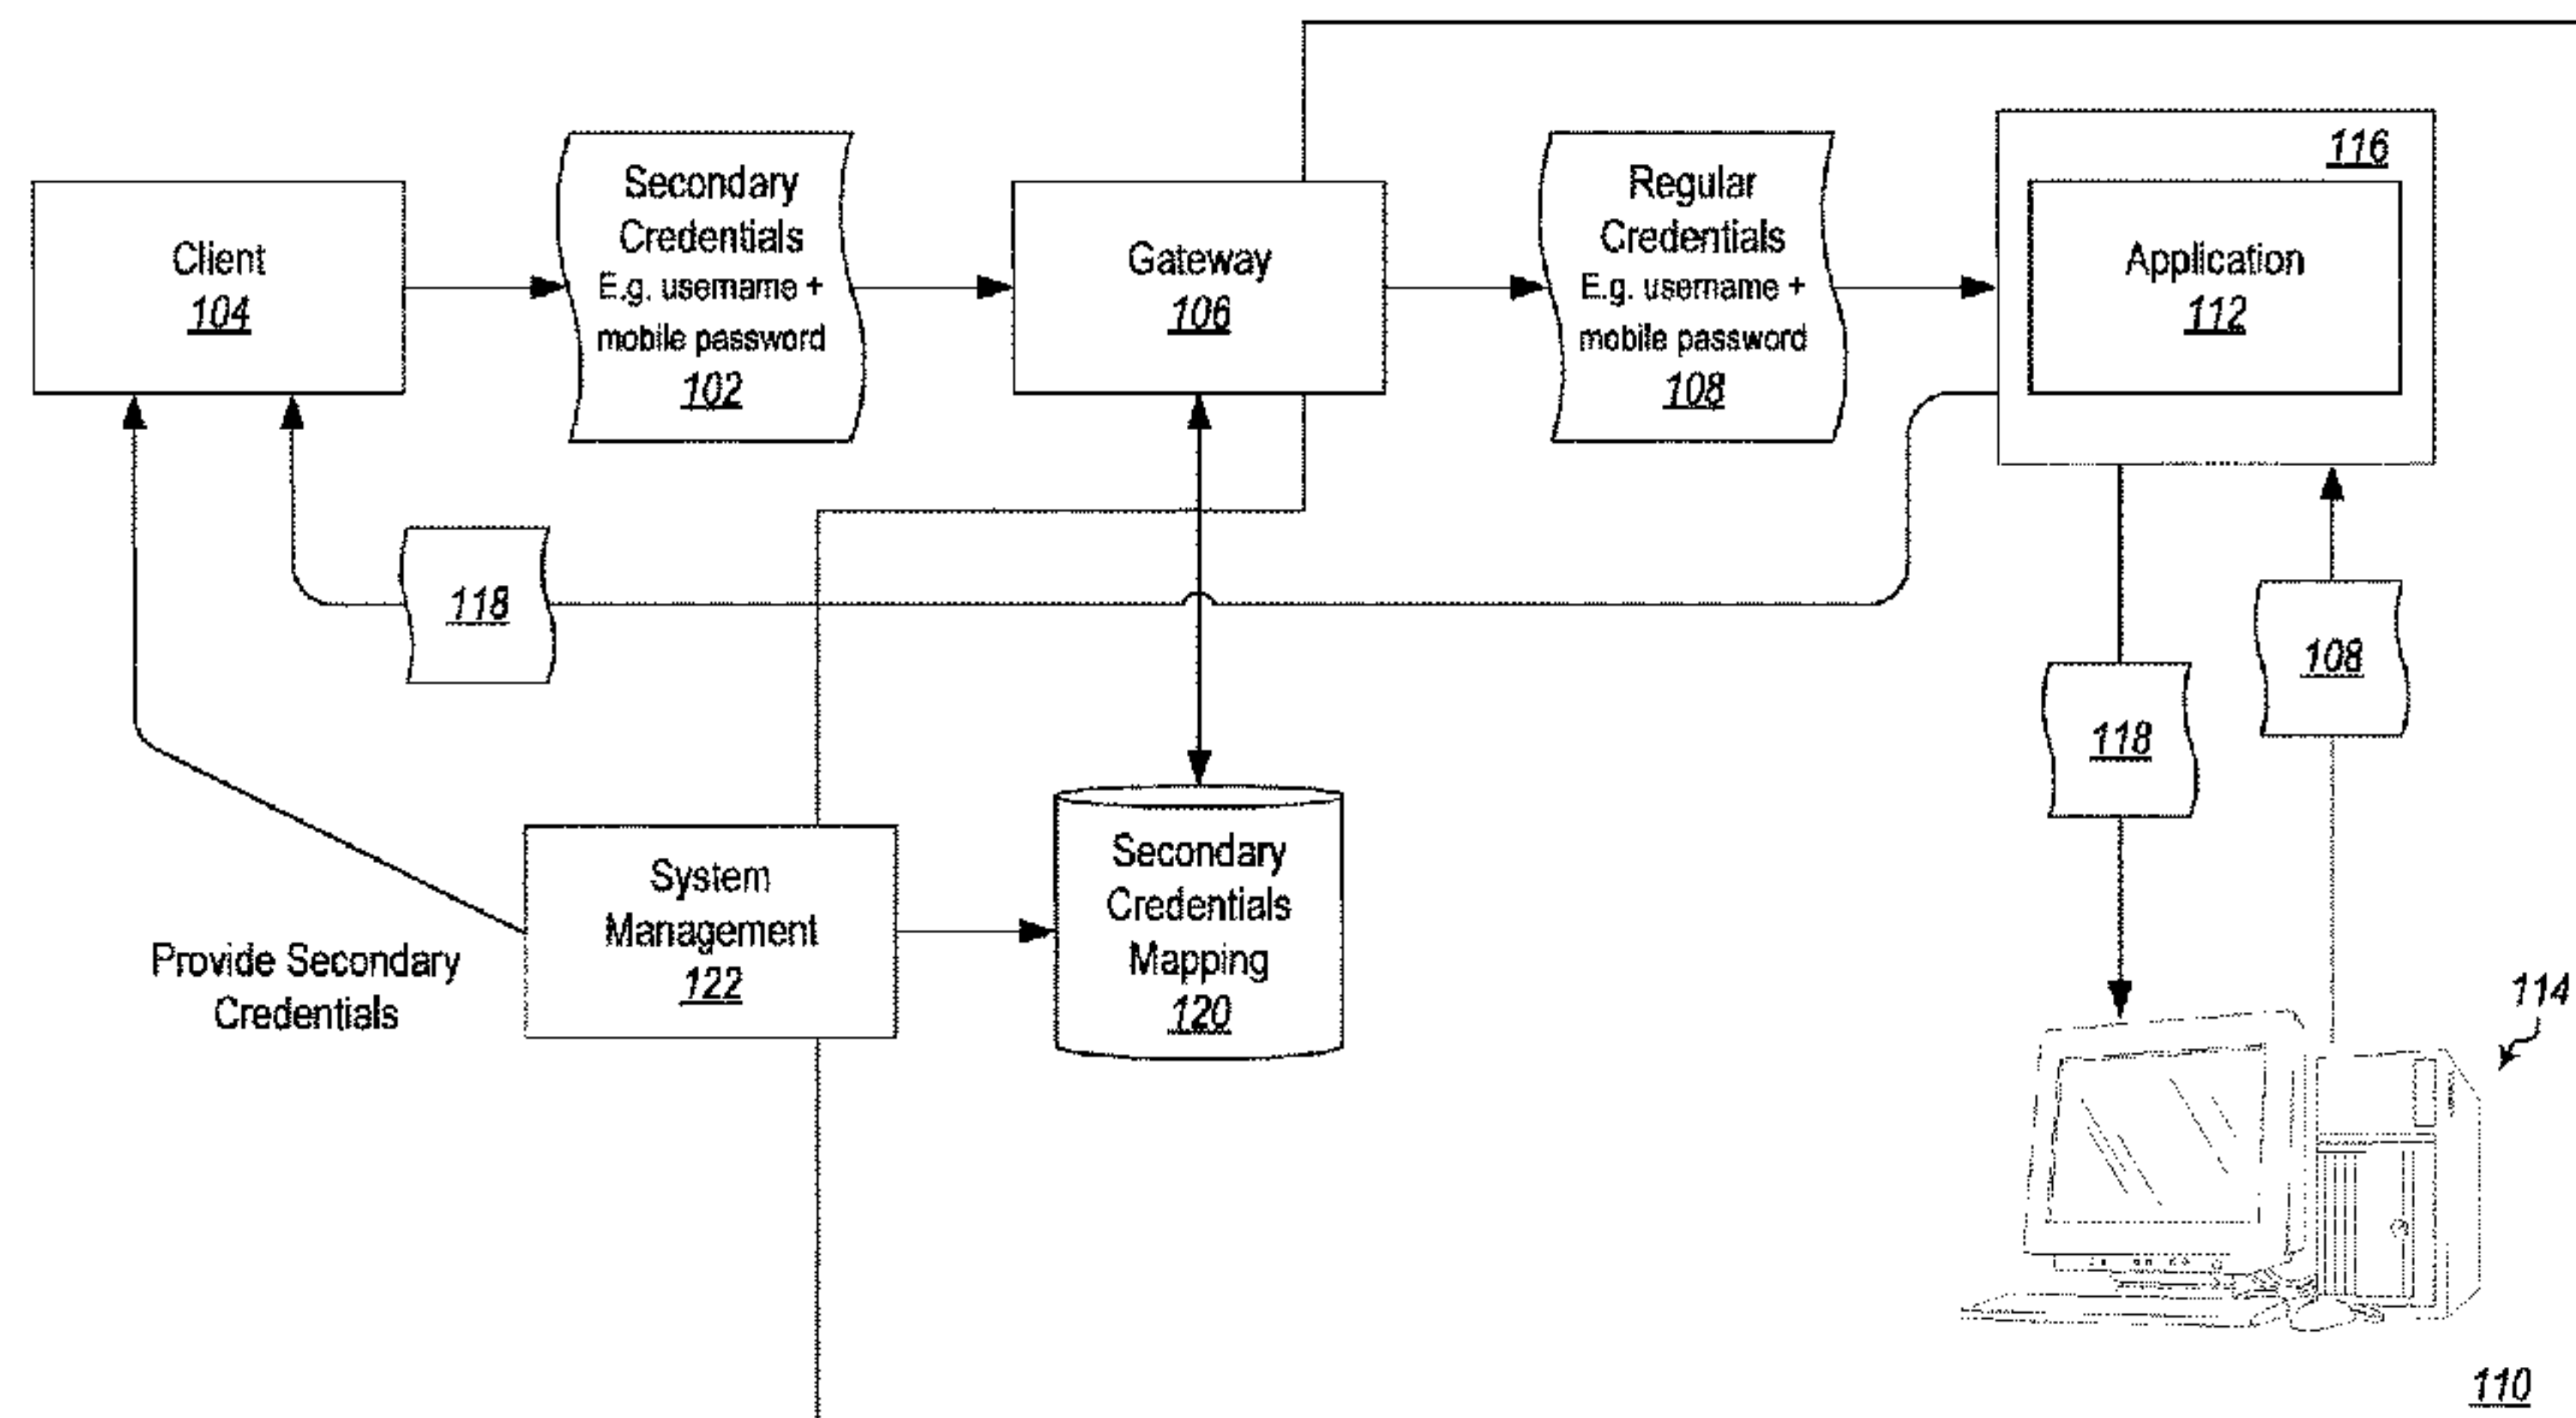 Client
104
Secondary
Credentials
E.g. username +
mobile password
102
Gateway
106
Regular
Credentials
E.g. username +
mobile password
108
116
Application
112
118
108
118
System
Management
122
Secondary
Credentials
Mapping
120
Provide Secondary
Credentials
114
110